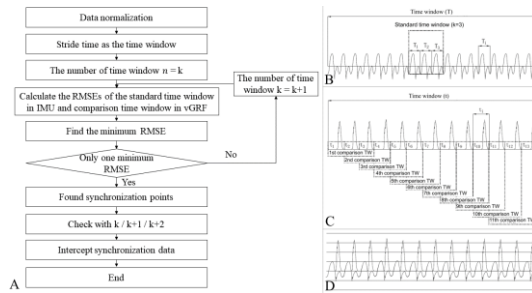 Data normalization
Stride time as the time window
The number of time window n = k
The number of time
window k = k+1
Calculate the RMSEs of the standard time window
in IMU and comparison time window in vGRF
Find the minimum RMSE
Only one minimum
RMSE
No
Yes
Found synchronization points
Check with k / k+1 / k+2
Intercept synchronization data
End
A
Time window (T)
Standard time window (k=3)
B
Time window (t)
1st comparison TW
2nd comparison TW
3rd comparison TW
4th comparison TW
5th comparison TW
6th comparison TW
7th comparison TW
8th comparison TW
9th comparison TW
10th comparison TW
11th comparison TW
C
D